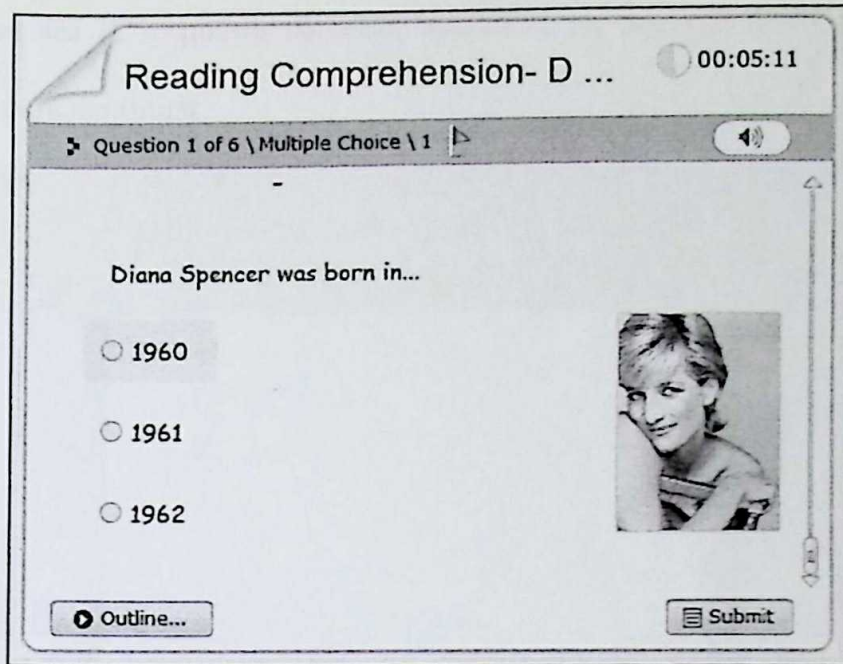 Reading Comprehension- D ...
00:05:11
Question 1 of 6 \ Multiple Choice \ 1
Diana Spencer was born in...
1960
1961
1962
Outline...
Submit